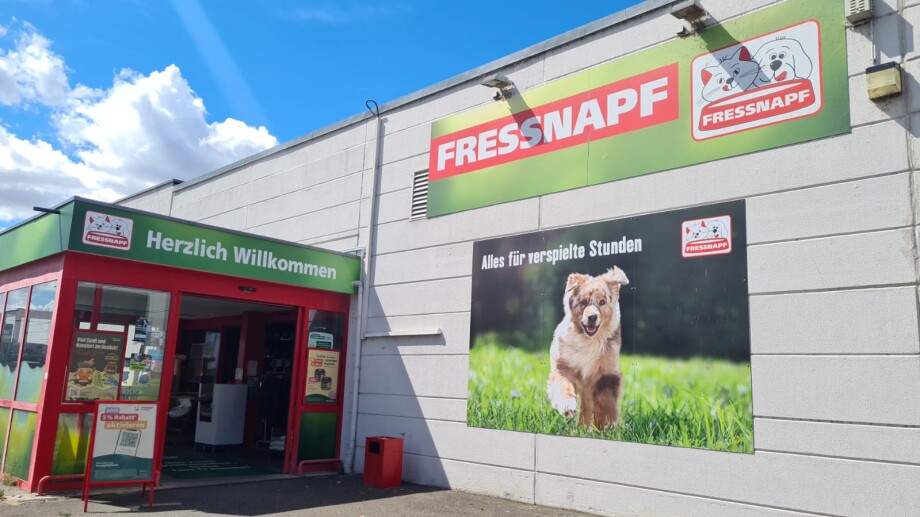 FRESSNAPF
FRESSNAPF
Alles für verspielte Stunden
FRESSNAPF
FRESSNAPF
Herzlich Willkommen
5% Rabatt
aktivieren